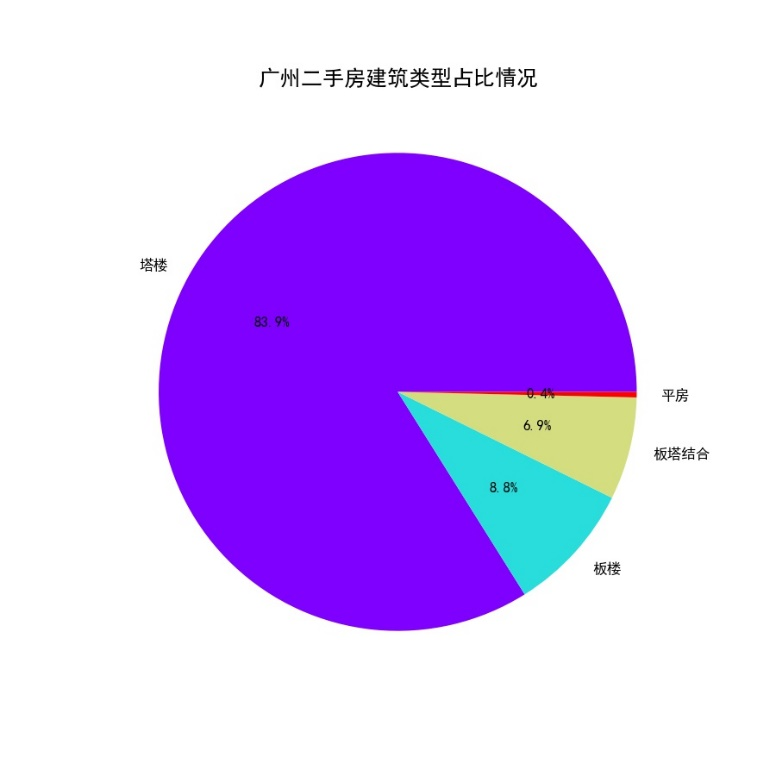 广州二手房建筑类型占比情况
塔楼
83.9%
0.4%
平房
6.9%
板塔结合
8.8%
板楼